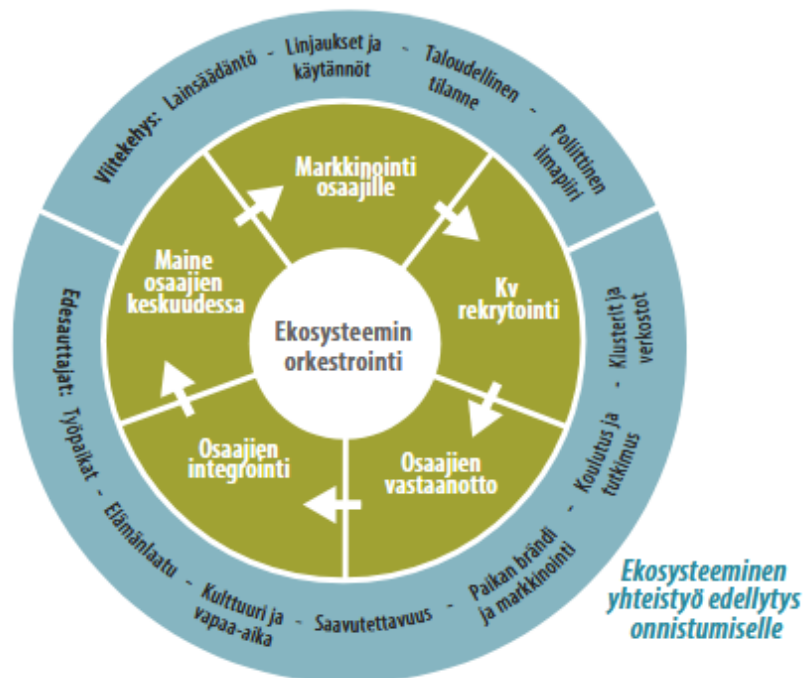 Viitekehys: Lainsäädäntö - Linjaukset ja
käytännöt
- Taloudellinen
tilanne
- Poliittinen
ilmapiiri
Markkinointi
osaajille
Kv
rekrytointi
Osaajien
vastaanotto
Osaajien
integrointi
Maine
osaajien
keskuudessa
Ekosysteemin
orkestrointi
Edesauttajat: Työpaikat - Elämänlaatu - Kulttuuri ja
vapaa-aika
- Saavutettavuus -
Paikan brändi
ja markkinointi
- Koulutus ja
tutkimus
- Klusterit ja
verkostot
Ekosysteeminen
yhteistyö edellytys
onnistumiselle